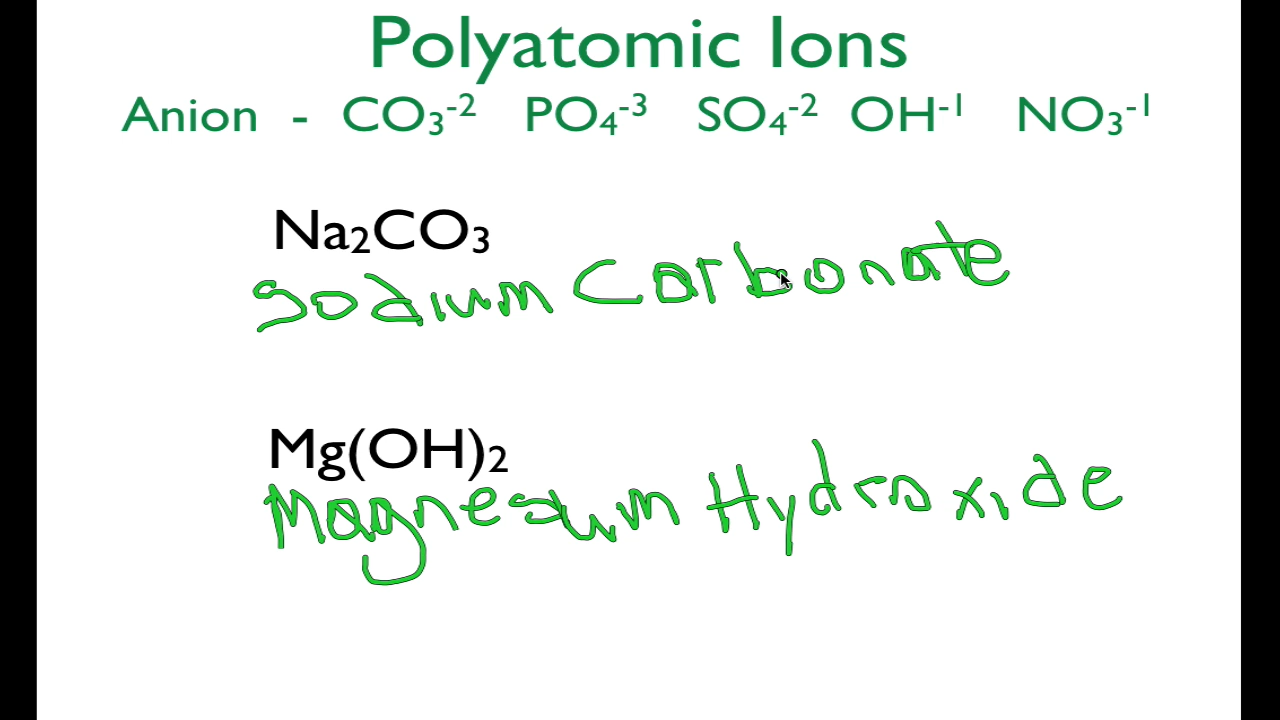 Polyatomic Ions
Anion - CO₃⁻² PO₄⁻³ SO₄⁻² OH⁻¹ NO₃⁻¹
Na₂CO₃
Sodium Carbonate
Mg(OH)₂
Magnesium Hydroxide